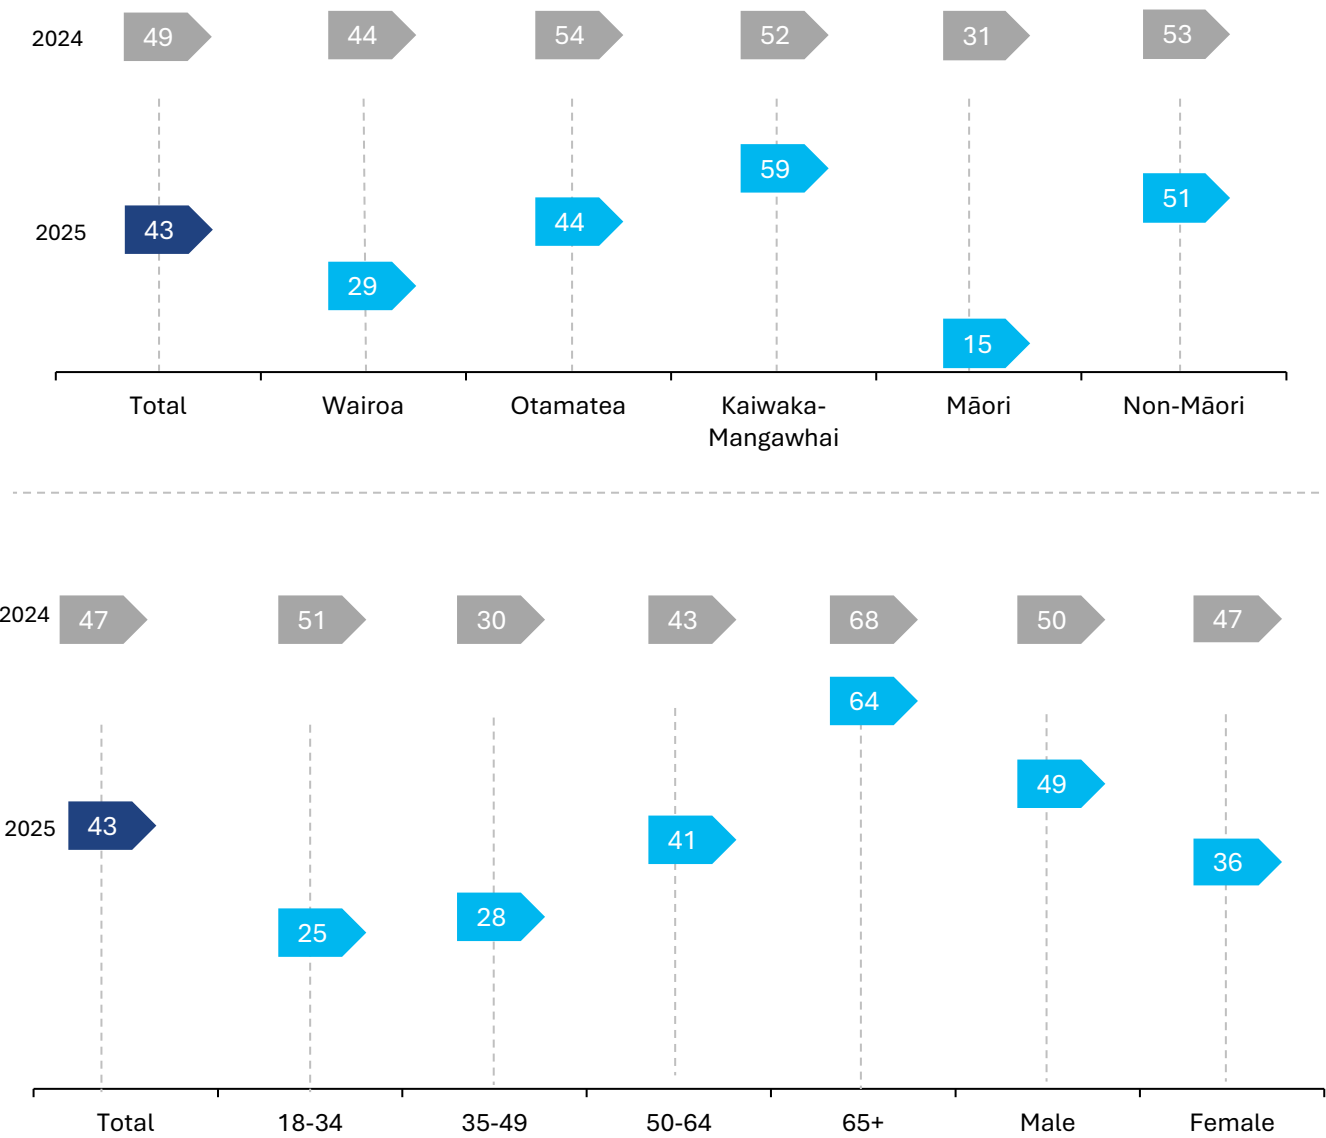 2024 49 44 54 52 31 53
59
51
44
2025 43
29
15
Total Wairoa Otamatea Kaiwaka- Māori Non-Māori
Mangawhai
2024 47 51 30 43 68 50 47
64
49
2025 43
41
36
28
25
Total 18-34 35-49 50-64 65+ Male Female